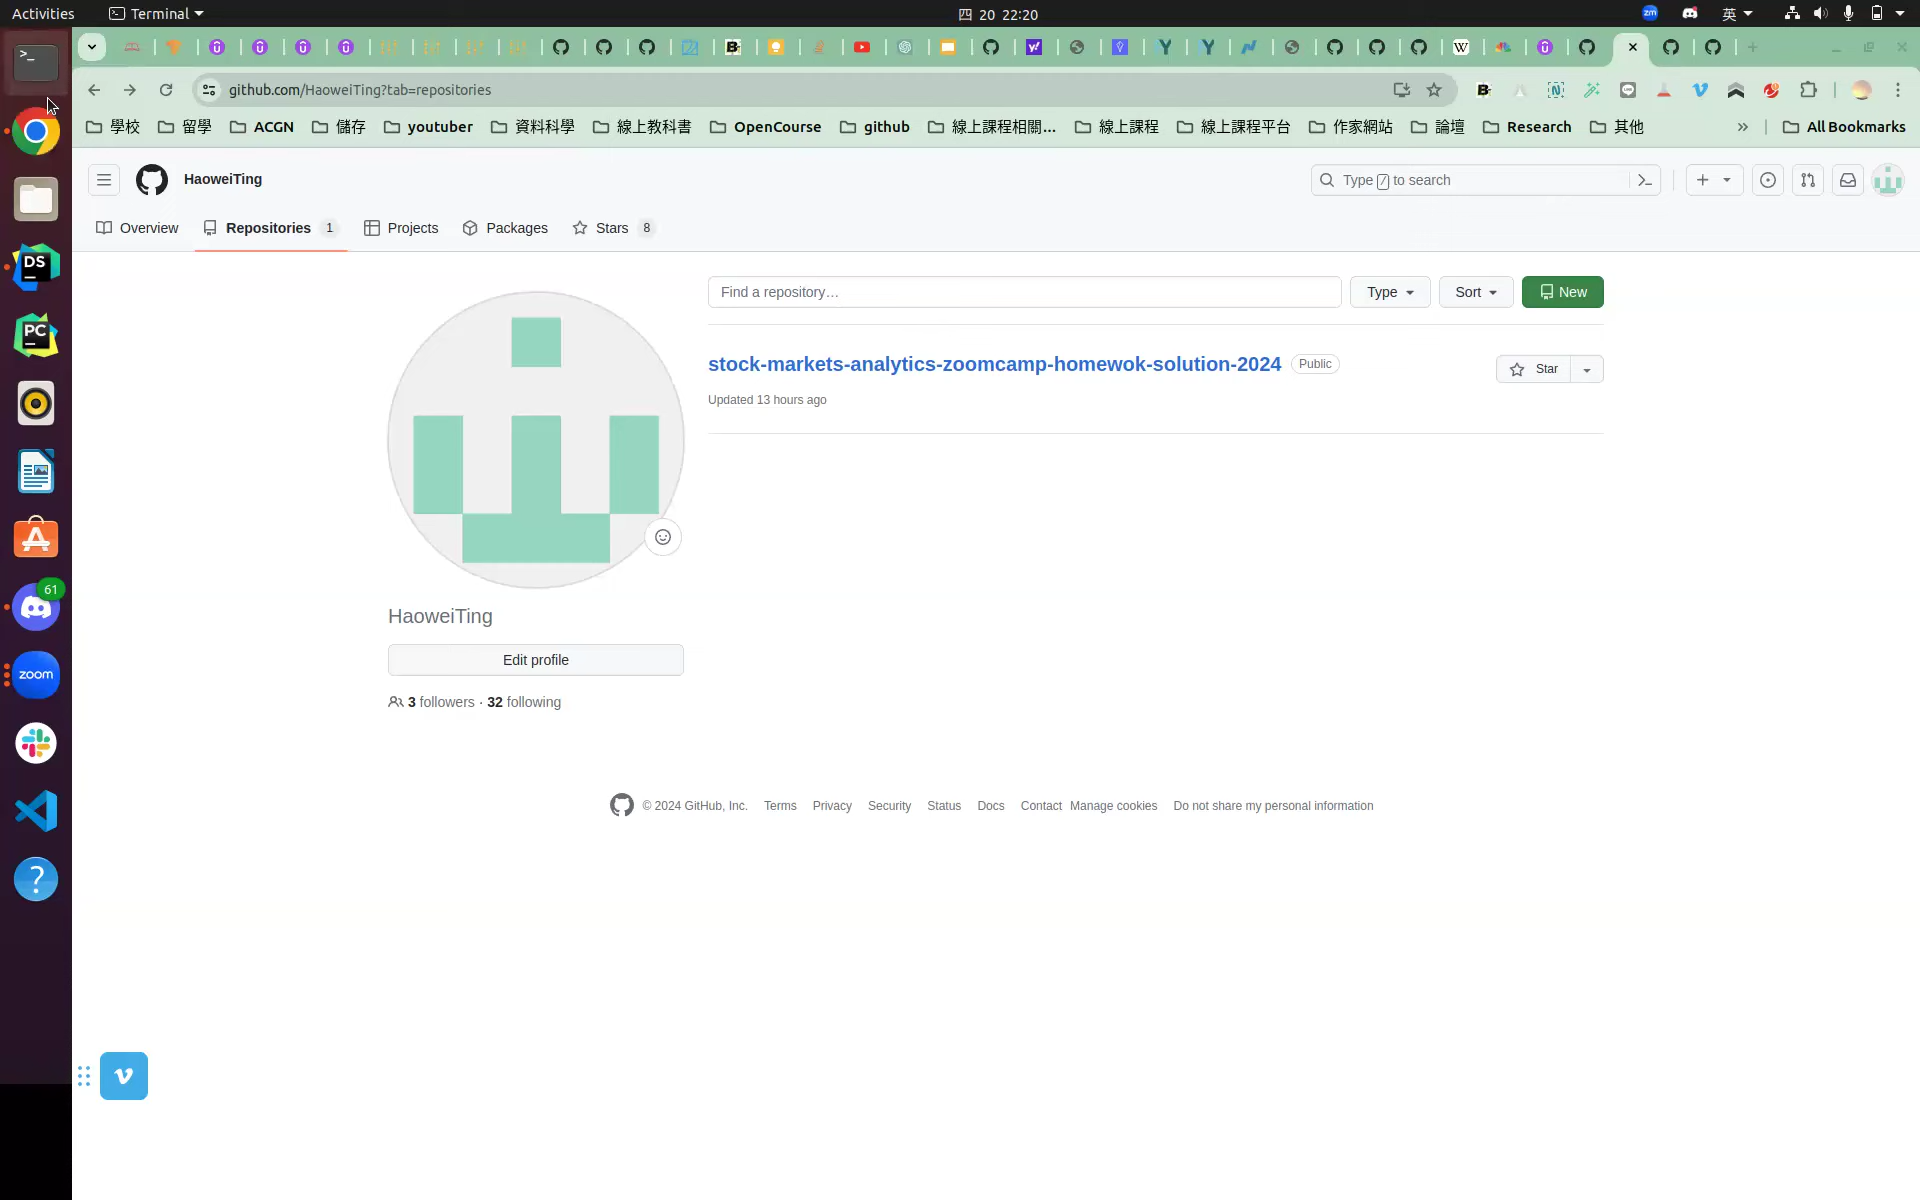 Activities
Terminal
四 20 22:20
zm
英
github.com/HaoweiTing?tab=repositories
學校
留學
ACGN
儲存
youtuber
資料科學
線上教科書
OpenCourse
github
線上課程相關...
線上課程
線上課程平台
作家網站
論壇
Research
其他
»
All Bookmarks
HaoweiTing
Type / to search
Overview
Repositories 1
Projects
Packages
Stars 8
Find a repository…
Type
Sort
New
stock-markets-analytics-zoomcamp-homewok-solution-2024
Public
Star
Updated 13 hours ago
HaoweiTing
Edit profile
3 followers · 32 following
© 2024 GitHub, Inc.
Terms
Privacy
Security
Status
Docs
Contact
Manage cookies
Do not share my personal information
DS
PC
61
zoom